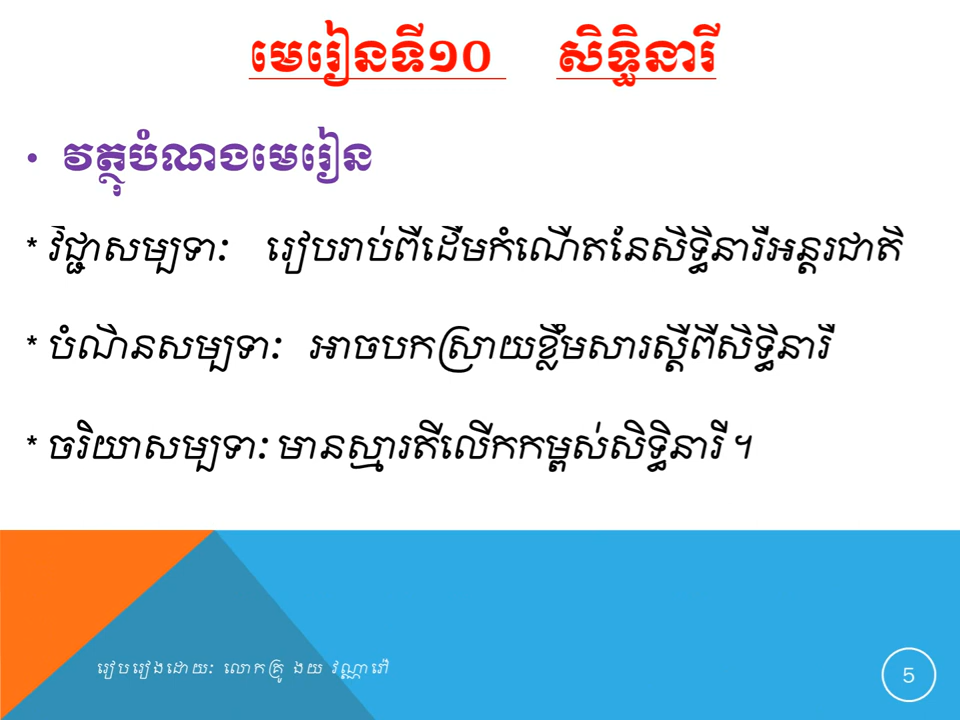 មេរៀនទី១០ សិទ្ធិនារី
• វត្ថុបំណងមេរៀន
* វិជ្ជាសម្បទាៈ រៀបរាប់ពីដើមកំណើតនៃសិទ្ធិនារីអន្តរជាតិ
* បំណិនសម្បទាៈ អាចបកស្រាយខ្លឹមសារស្តីពីសិទ្ធិនារី
* ចរិយាសម្បទាៈ មានស្មារតីលើកកម្ពស់សិទ្ធិនារី ។
រៀបរៀងដោយៈ លោកគ្រូ ងយ វណ្ណារ៉ៅ
5